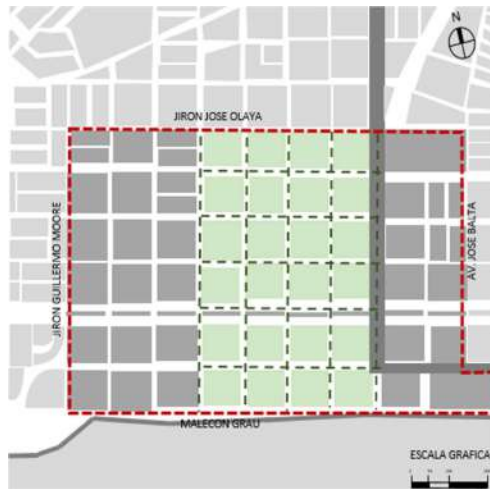 N
JIRON JOSE OLAYA
JIRON GUILLERMO MOORE
AV. JOSE BALTA
MALECON GRAU
ESCALA GRAFICA